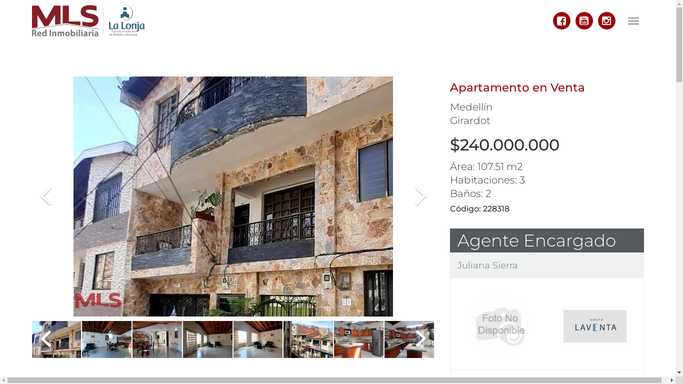 MLS
Red Inmobiliaria
La Lonja
Apartamento en Venta
Medellín
Girardot
$240.000.000
Área: 107.51 m2
Habitaciones: 3
Baños: 2
Código: 228318
Agente Encargado
Juliana Sierra
MLS
Foto No
Disponible
LAVENTA